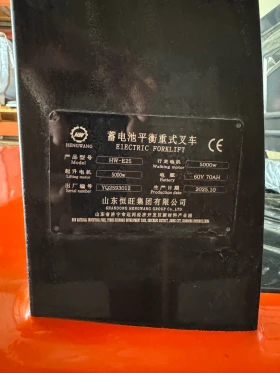 HW
HENGWANG
蓄电池平衡重式叉车
ELECTRIC FORKLIFT
CE
产品型号 HW-E25 行走电机 5000w
Model Walking motor
起升电机 5000w 电瓶 60V 70AH
Lifting motor Battery
出厂编号 YQ2593012 生产日期 2025.10
Serial number Production date
山东恒旺集团有限公司
SHANDONG HENGWANG GROUP CO.,LTD